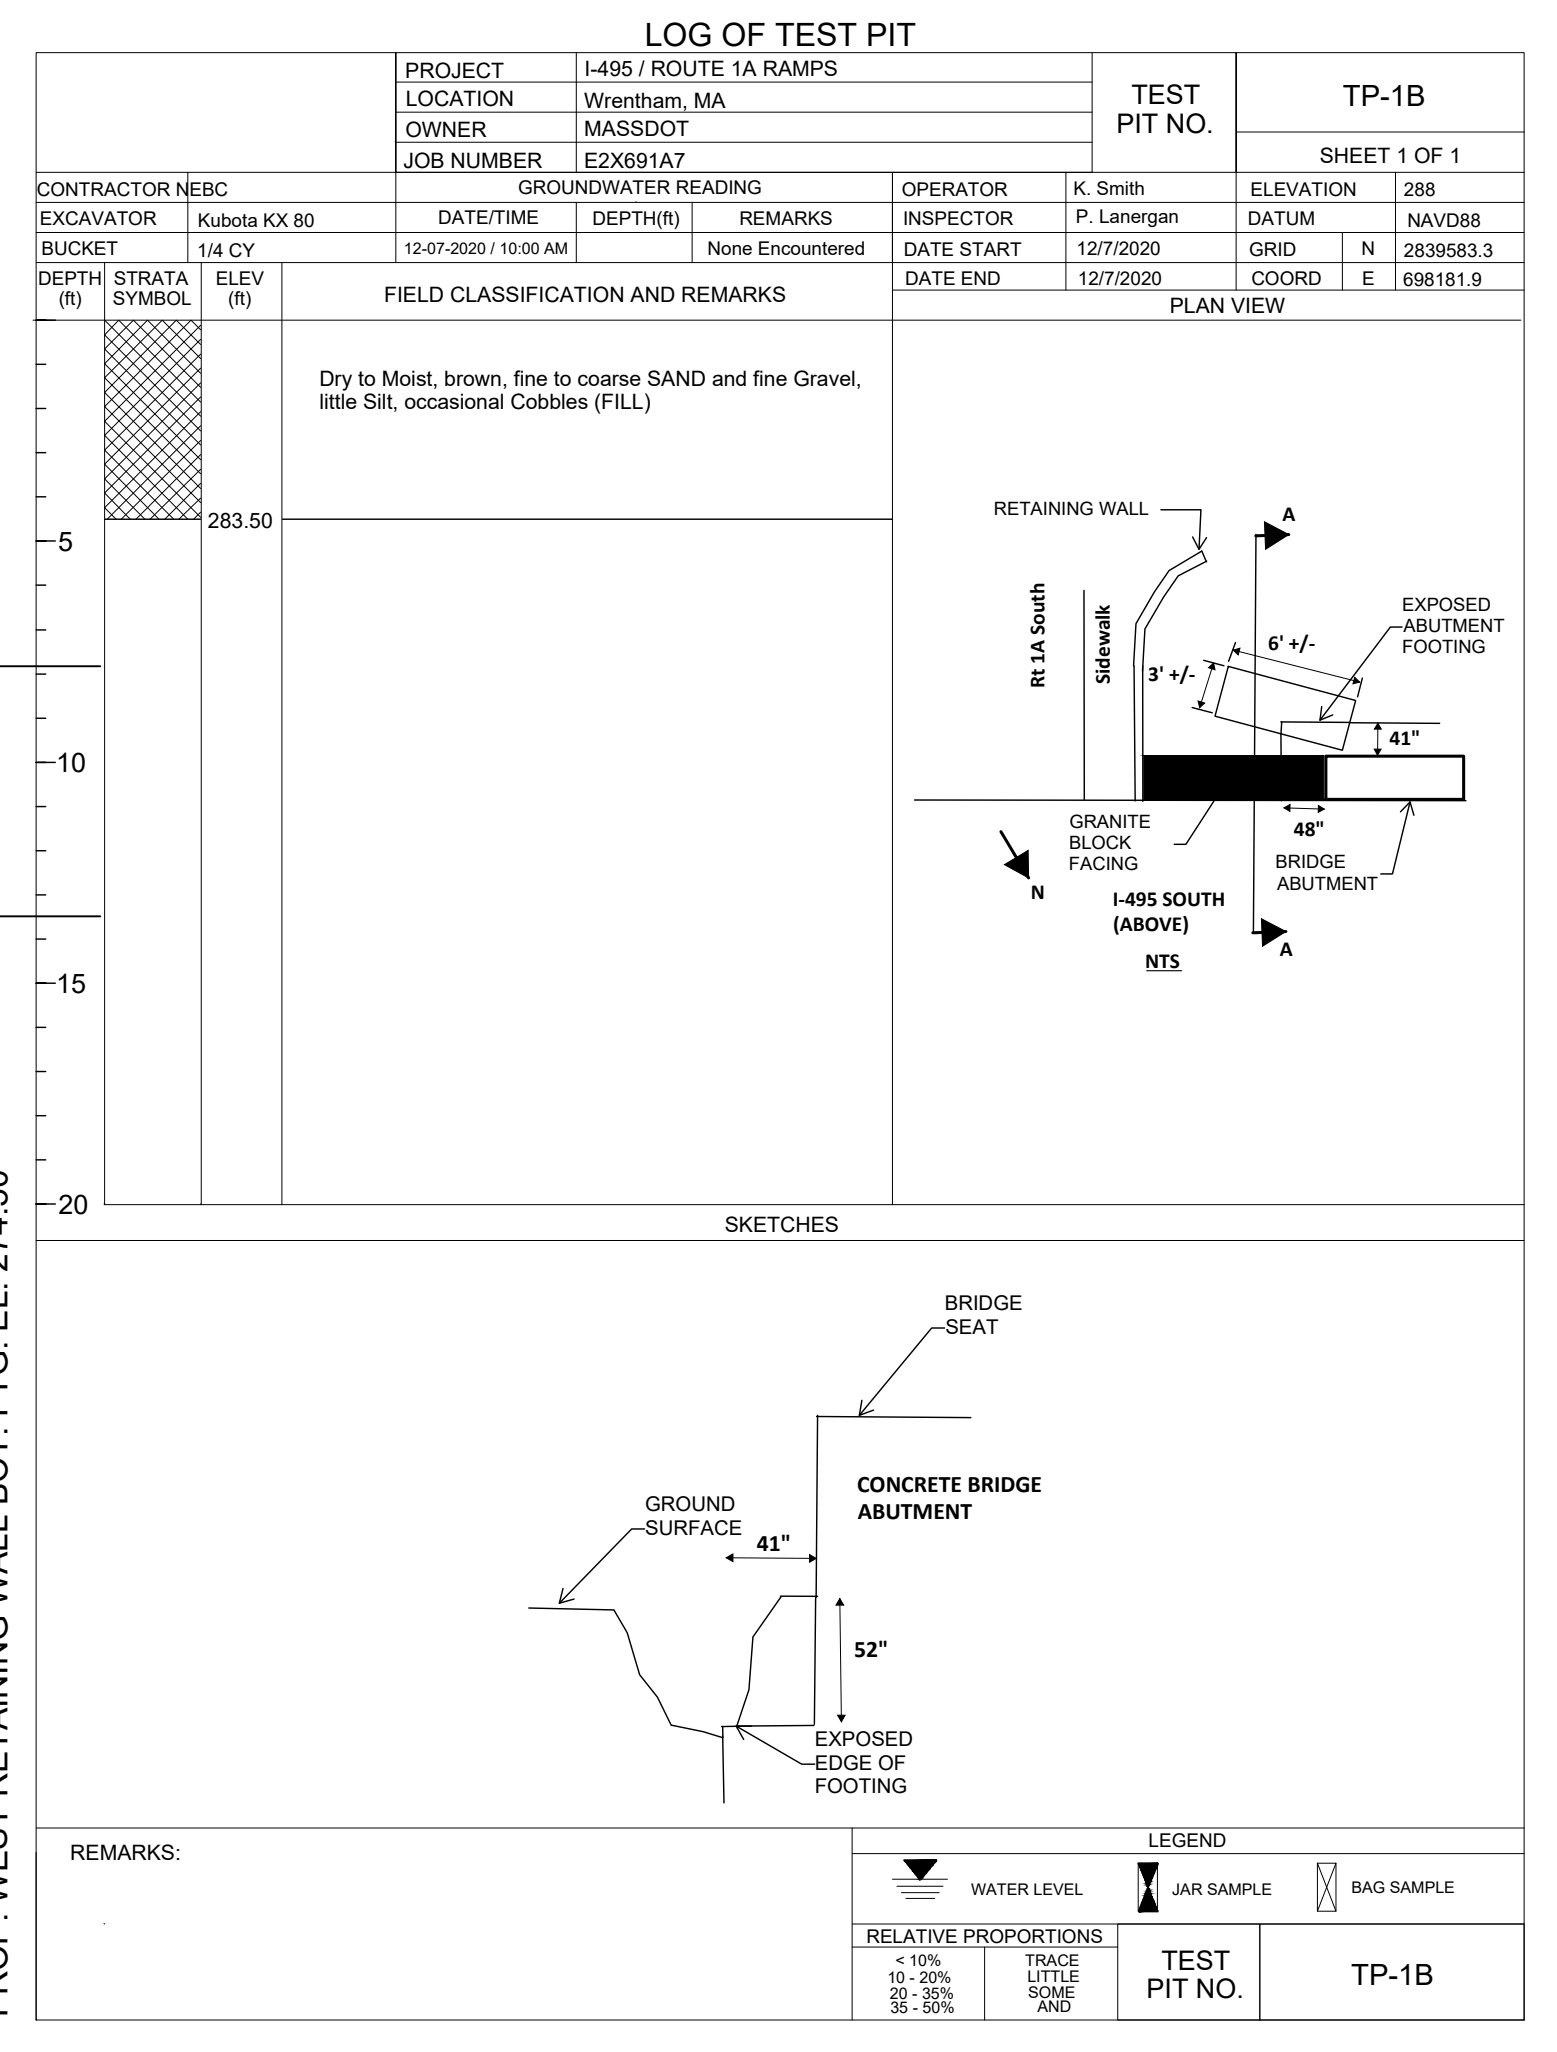 LOG OF TEST PIT
PROJECT I-495 / ROUTE 1A RAMPS
LOCATION Wrentham, MA
OWNER MASSDOT
JOB NUMBER E2X691A7
TEST
PIT NO.
TP-1B
SHEET 1 OF 1
CONTRACTOR NEBC
EXCAVATOR Kubota KX 80
BUCKET 1/4 CY
GROUNDWATER READING
DATE/TIME DEPTH(ft) REMARKS
12-07-2020 / 10:00 AM None Encountered
OPERATOR K. Smith
INSPECTOR P. Lanergan
DATE START 12/7/2020
DATE END 12/7/2020
ELEVATION 288
DATUM NAVD88
GRID N 2839583.3
COORD E 698181.9
DEPTH
(ft)
STRATA
SYMBOL
ELEV
(ft)
FIELD CLASSIFICATION AND REMARKS
PLAN VIEW
Dry to Moist, brown, fine to coarse SAND and fine Gravel,
little Silt, occasional Cobbles (FILL)
283.50
5
10
15
20
RETAINING WALL
A
Rt 1A South
Sidewalk
EXPOSED
ABUTMENT
FOOTING
6' +/-
3' +/-
41"
48"
GRANITE
BLOCK
FACING
BRIDGE
ABUTMENT
N
I-495 SOUTH
(ABOVE)
A
NTS
SKETCHES
BRIDGE
SEAT
CONCRETE BRIDGE
ABUTMENT
GROUND
SURFACE
41"
52"
EXPOSED
EDGE OF
FOOTING
REMARKS:
LEGEND
WATER LEVEL
JAR SAMPLE
BAG SAMPLE
RELATIVE PROPORTIONS
< 10% TRACE
10 - 20% LITTLE
20 - 35% SOME
35 - 50% AND
TEST
PIT NO.
TP-1B